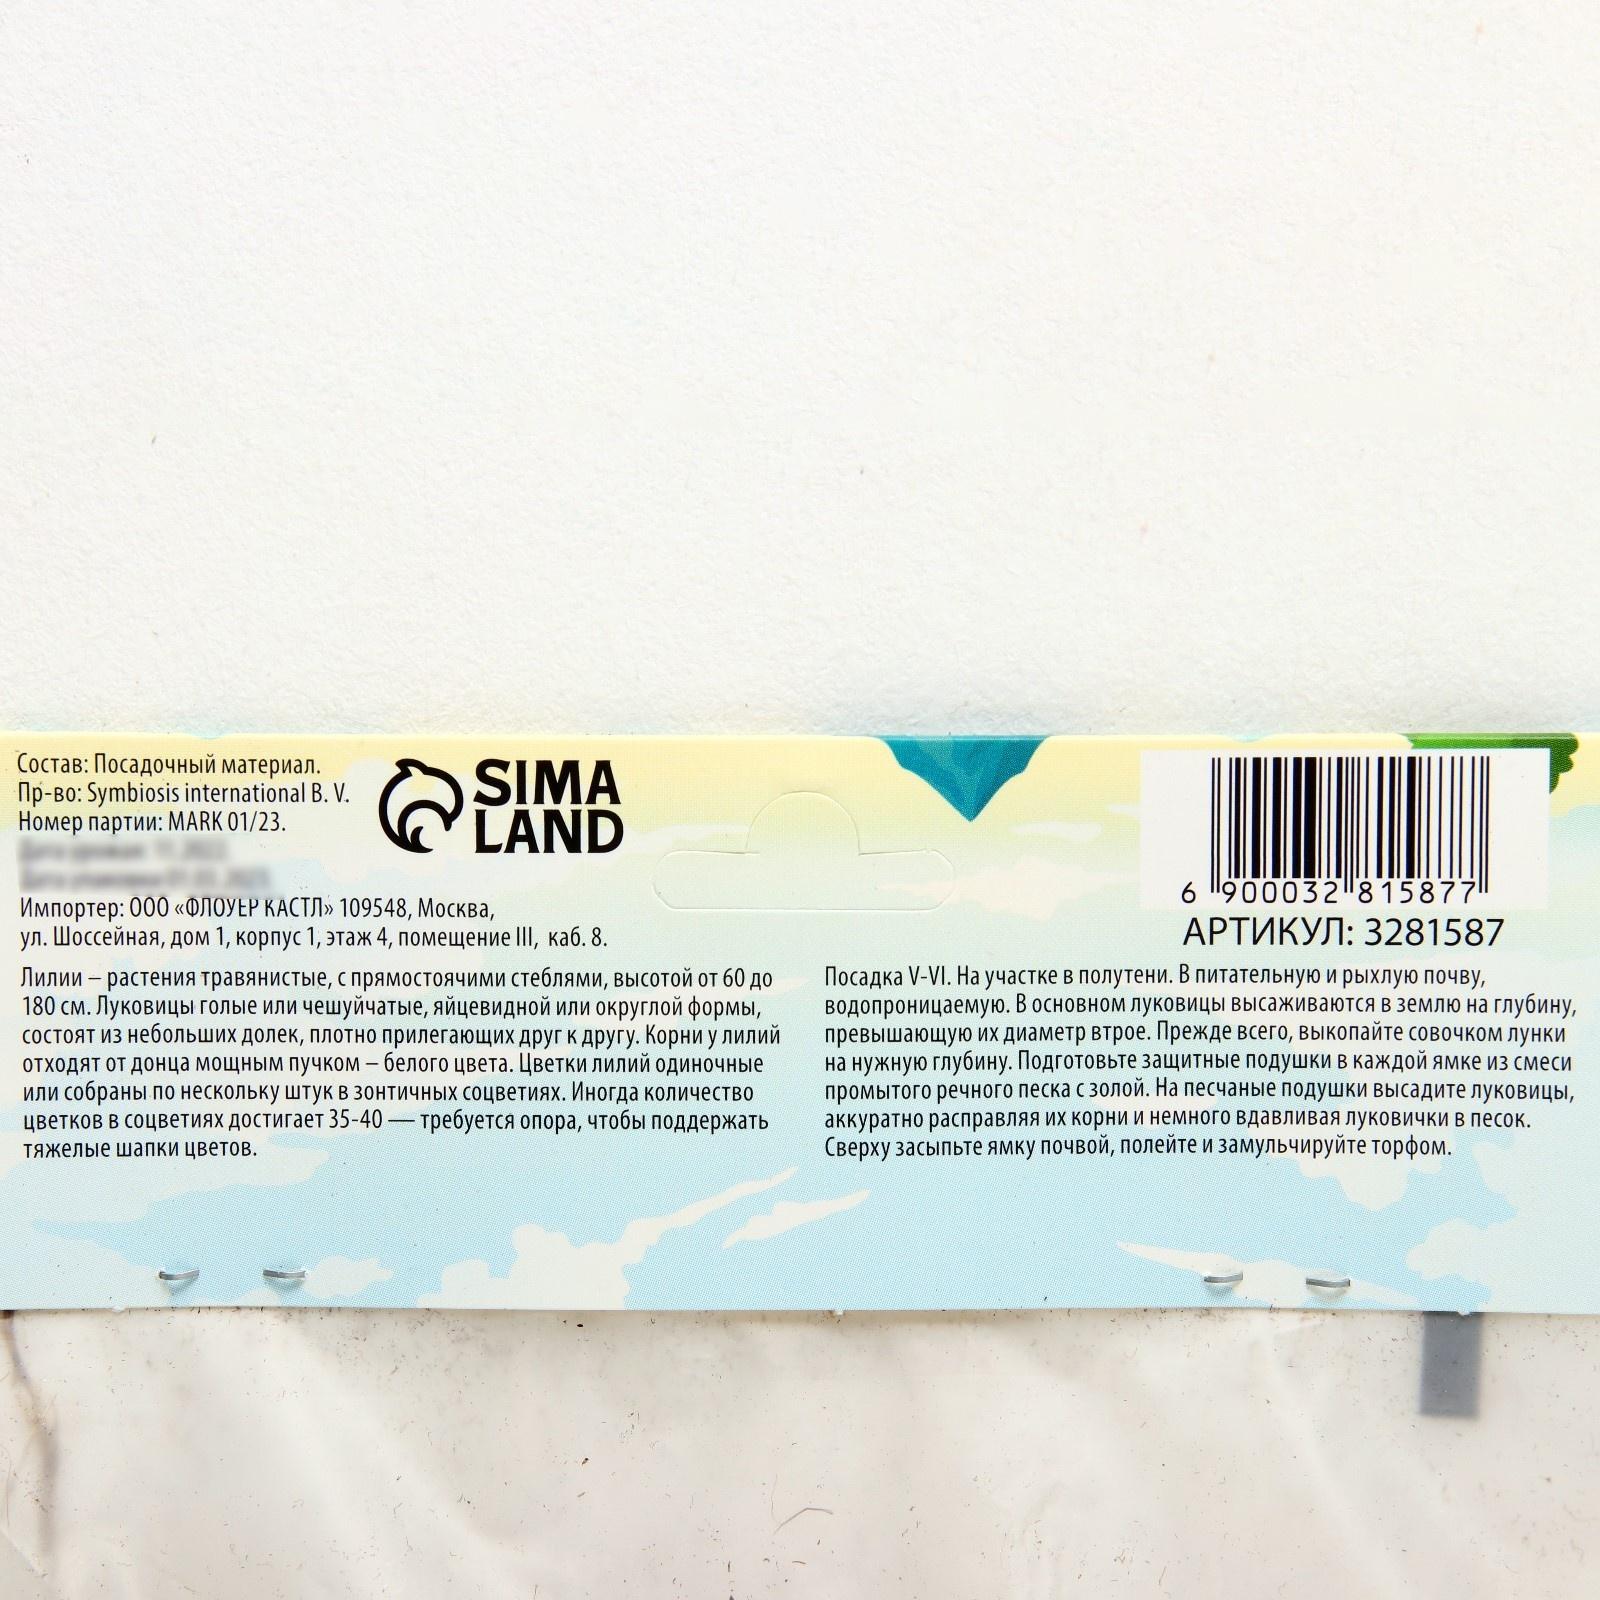 Состав: Посадочный материал.
Пр-во: Symbiosis international B. V.
Номер партии: MARK 01/23.
Импортер: ООО «ФЛОУЕР КАСТЛ» 109548, Москва,
ул. Шоссейная, дом 1, корпус 1, этаж 4, помещение III, каб. 8.
SIMA
LAND
6 900032 815877
АРТИКУЛ: 3281587
Лилии – растения травянистые, с прямостоячими стеблями, высотой от 60 до
180 см. Луковицы голые или чешуйчатые, яйцевидной или округлой формы,
состоят из небольших долек, плотно прилегающих друг к другу. Корни у лилий
отходят от донца мощным пучком – белого цвета. Цветки лилий одиночные
или собраны по нескольку штук в зонтичных соцветиях. Иногда количество
цветков в соцветиях достигает 35-40 — требуется опора, чтобы поддержать
тяжелые шапки цветов.
Посадка V-VI. На участке в полутени. В питательную и рыхлую почву,
водопроницаемую. В основном луковицы высаживаются в землю на глубину,
превышающую их диаметр втрое. Прежде всего, выкопайте совочком лунки
на нужную глубину. Подготовьте защитные подушки в каждой ямке из смеси
промытого речного песка с золой. На песчаные подушки высадите луковицы,
аккуратно расправляя их корни и немного вдавливая луковички в песок.
Сверху засыпьте ямку почвой, полейте и замульчируйте торфом.